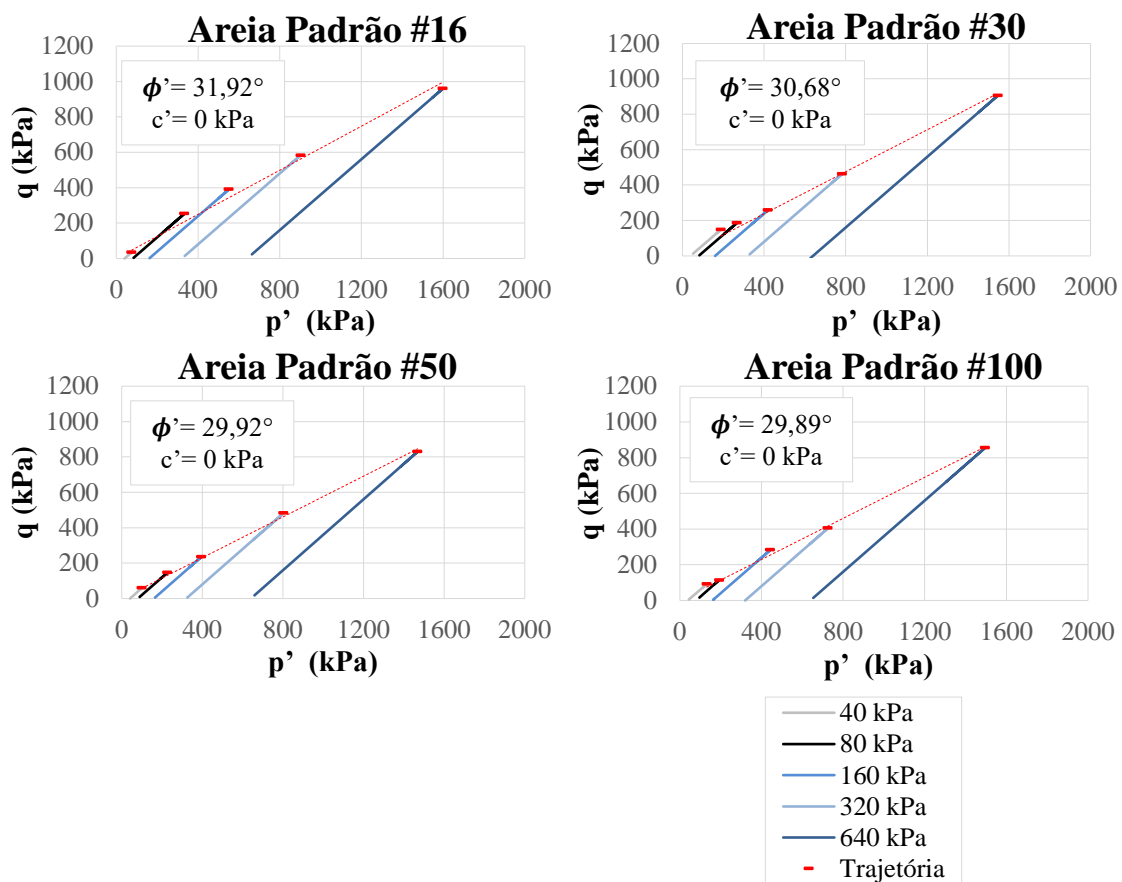 Areia Padrão #16
1200
1000
800
600
400
200
0
q (kPa)
ϕ’= 31,92°
c’= 0 kPa
0 400 800 1200 1600 2000
p’ (kPa)
Areia Padrão #30
1200
1000
800
600
400
200
0
q (kPa)
ϕ’= 30,68°
c’= 0 kPa
0 400 800 1200 1600 2000
p’ (kPa)
Areia Padrão #50
1200
1000
800
600
400
200
0
q (kPa)
ϕ’= 29,92°
c’= 0 kPa
0 400 800 1200 1600 2000
p’ (kPa)
Areia Padrão #100
1200
1000
800
600
400
200
0
q (kPa)
ϕ’= 29,89°
c’= 0 kPa
0 400 800 1200 1600 2000
p’ (kPa)
40 kPa
80 kPa
160 kPa
320 kPa
640 kPa
Trajetória